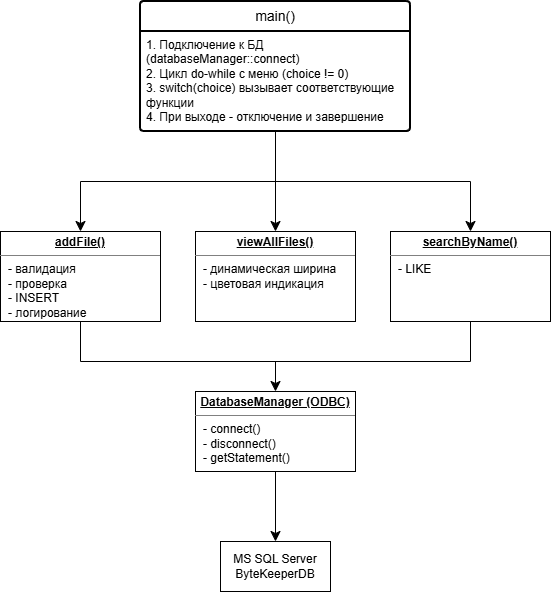 main()
1. Подключение к БД
(databaseManager::connect)
2. Цикл do-while с меню (choice != 0)
3. switch(choice) вызывает соответствующие
функции
4. При выходе - отключение и завершение
addFile()
- валидация
- проверка
- INSERT
- логирование
viewAllFiles()
- динамическая ширина
- цветовая индикация
searchByName()
- LIKE
DatabaseManager (ODBC)
- connect()
- disconnect()
- getStatement()
MS SQL Server
ByteKeeperDB